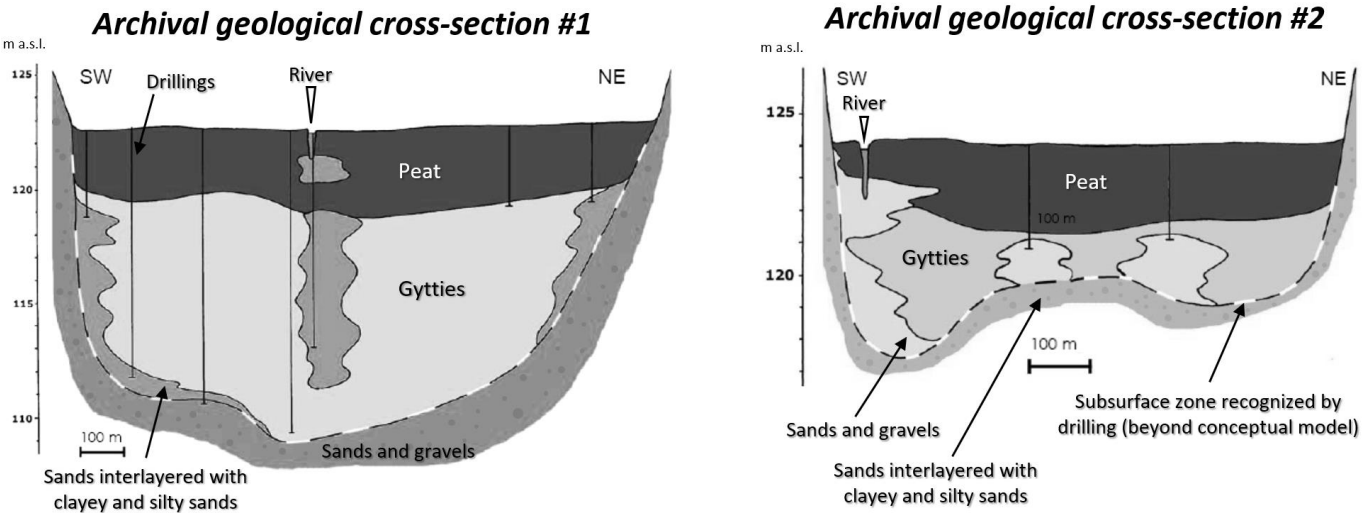 Archival geological cross-section #1
m a.s.l.
125
SW
Drillings
River
NE
Peat
120
Gytties
115
110
100 m
Sands and gravels
Sands interlayered with
clayey and silty sands
Archival geological cross-section #2
m a.s.l.
SW
NE
River
125
Peat
100 m
Gytties
120
100 m
Sands and gravels
Subsurface zone recognized by
drilling (beyond conceptual model)
Sands interlayered with
clayey and silty sands